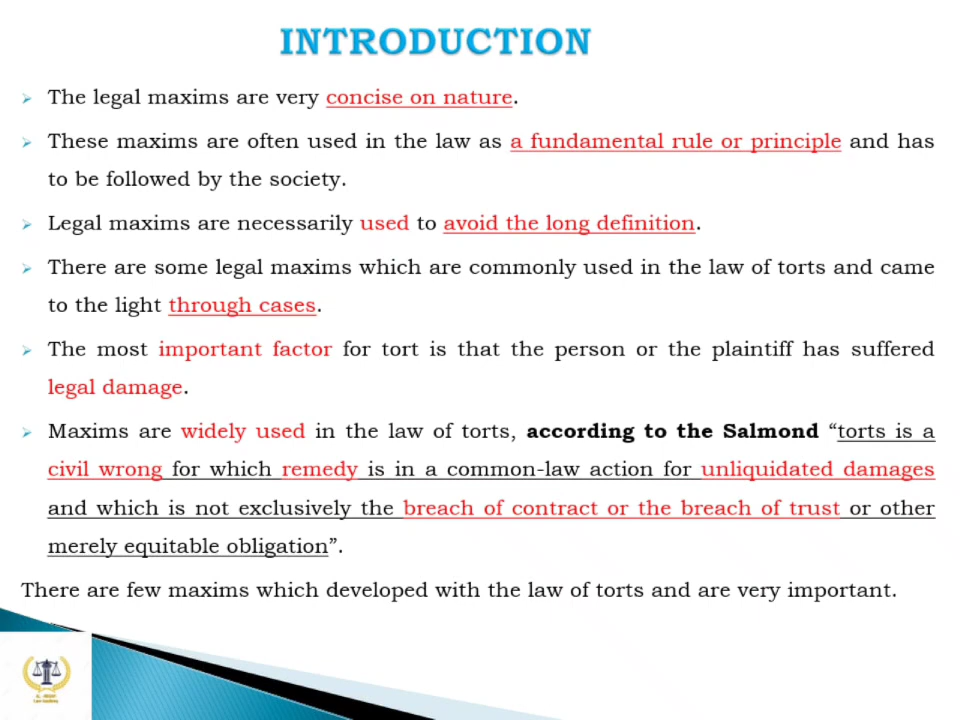 INTRODUCTION
The legal maxims are very concise on nature.
These maxims are often used in the law as a fundamental rule or principle and has
to be followed by the society.
Legal maxims are necessarily used to avoid the long definition.
There are some legal maxims which are commonly used in the law of torts and came
to the light through cases.
The most important factor for tort is that the person or the plaintiff has suffered
legal damage.
Maxims are widely used in the law of torts, according to the Salmond “torts is a
civil wrong for which remedy is in a common-law action for unliquidated damages
and which is not exclusively the breach of contract or the breach of trust or other
merely equitable obligation”.
There are few maxims which developed with the law of torts and are very important.